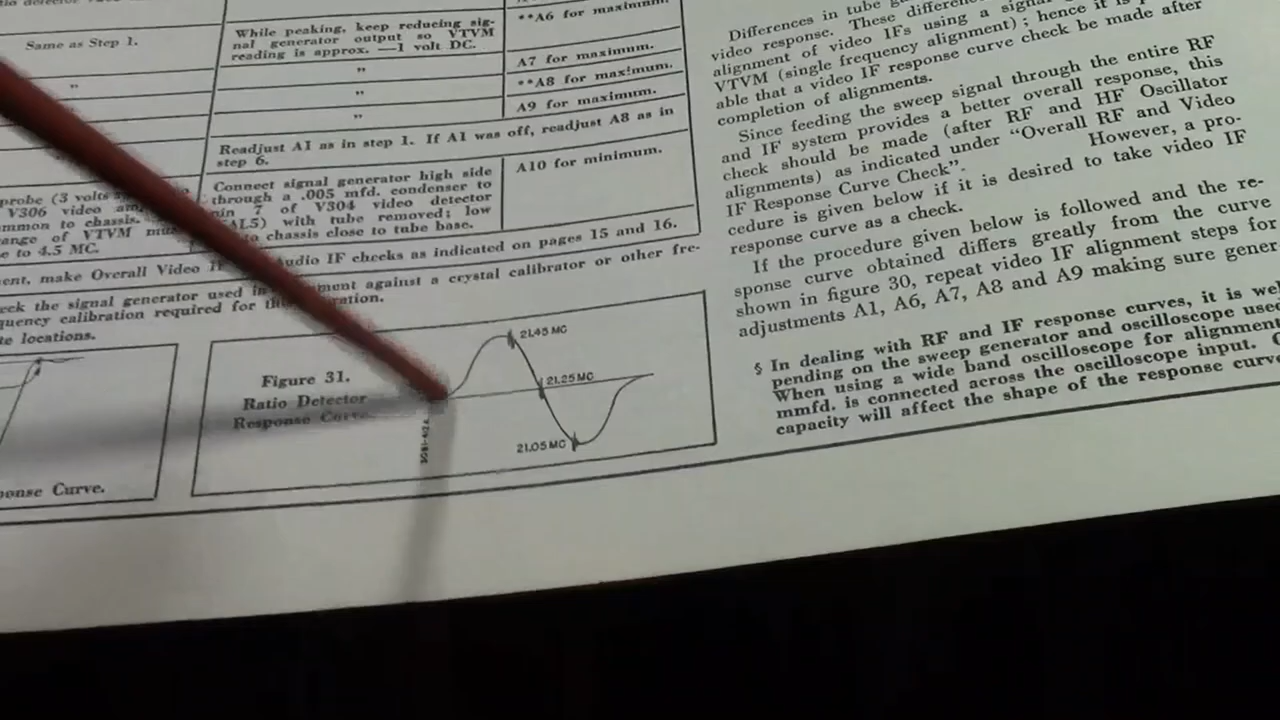 **A6 for maximum.
Same as Step 1.
While peaking, keep reducing sig-
nal generator output so VTVM
reading is approx. —1 volt DC.
A7 for maximum.
"
"
**A8 for maximum.
"
A9 for maximum.
"
Readjust A1 as in step 1. If A1 was off, readjust A8 as in
step 6.
probe (3 volts
V306 video
mmon to chassis.
ange of VTVM
e to 4.5 MC.
Connect signal generator high side
through a .005 mfd. condenser to
7 of V304 video detector
AL5) with tube removed; low
to chassis close to tube base.
A10 for minimum.
ent, make Overall Video Audio IF checks as indicated on pages 15 and 16.
eck the signal generator used in against a crystal calibrator or other fre-
quency calibration required for
te locations.
onse Curve.
Figure 31.
Ratio Detector
Response Curve.
21.45 MC
21.25 MC
21.05 MC
Differences in tube
video response. These
alignment of video IFs using a
VTVM (single frequency alignment); hence it is
able that a video IF response curve check be made after
completion of alignments.
Since feeding the sweep signal through the entire RF
and IF system provides a better overall response, this
check should be made (after RF and HF Oscillator
alignments) as indicated under "Overall RF and Video
IF Response Curve Check". However, a pro-
cedure is given below if it is desired to take video IF
response curve as a check.
If the procedure given below is followed and the re-
sponse curve obtained differs greatly from the curve
shown in figure 30, repeat video IF alignment steps for
adjustments A1, A6, A7, A8 and A9 making sure gener
§ In dealing with RF and IF response curves, it is wel
pending on the sweep generator and oscilloscope use
When using a wide band oscilloscope for alignment
mmfd. is connected across the oscilloscope input.
capacity will affect the shape of the response curv